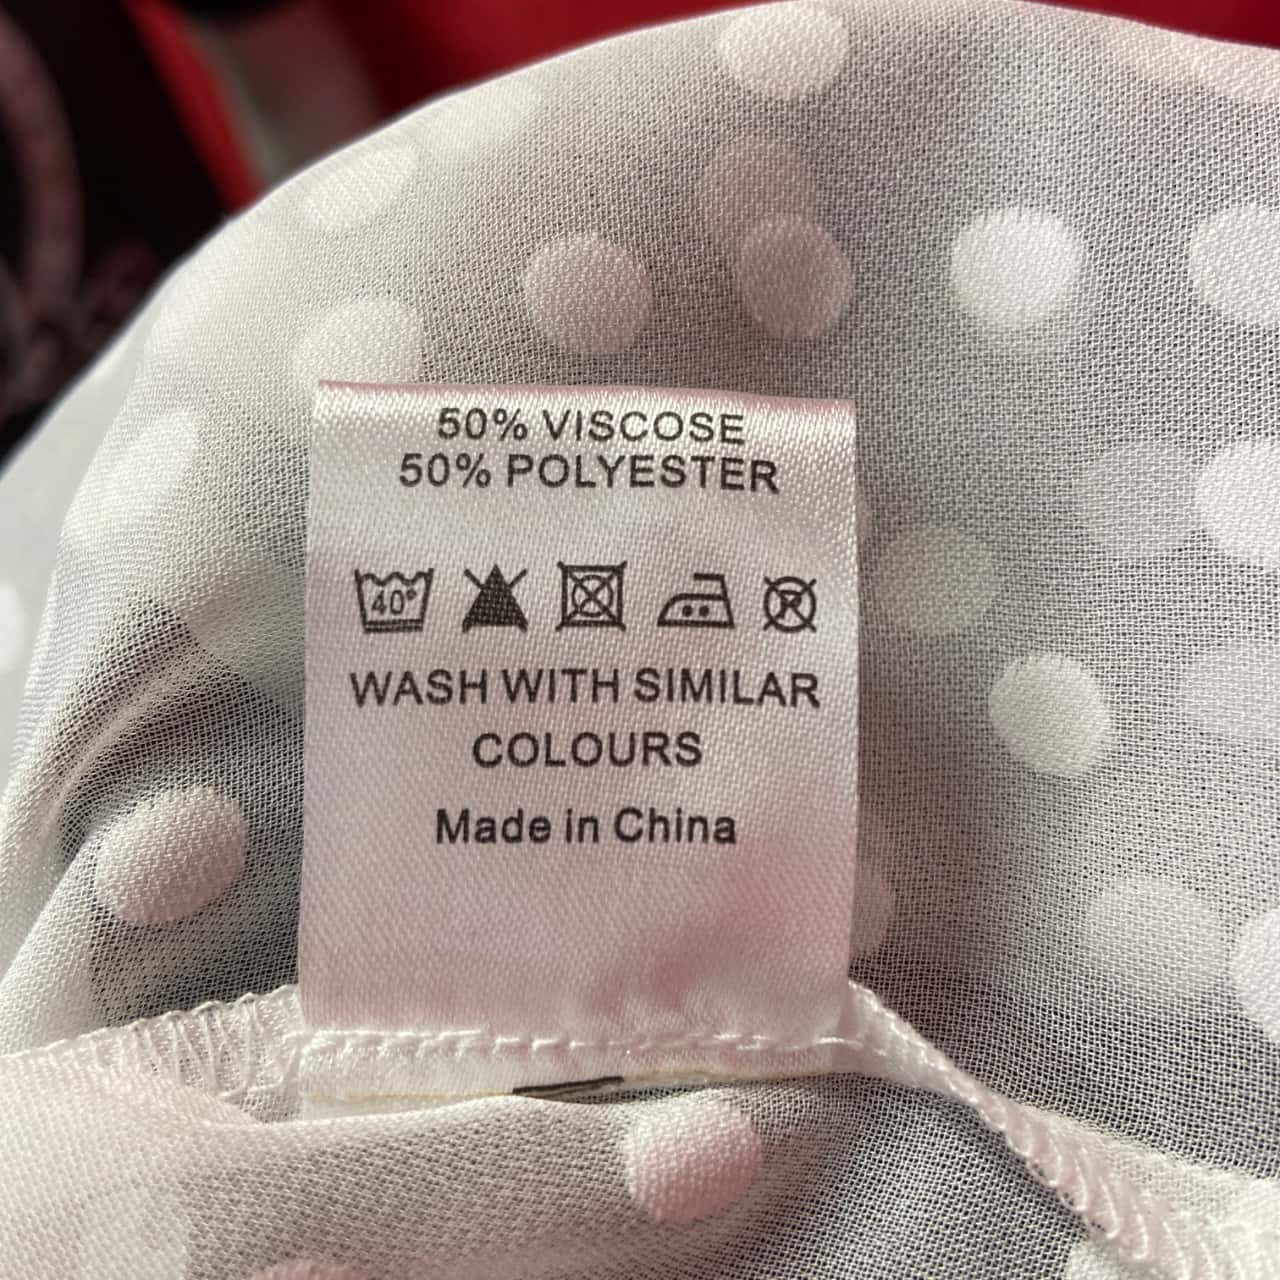 50% VISCOSE
50% POLYESTER
40°
R
WASH WITH SIMILAR
COLOURS
Made in China